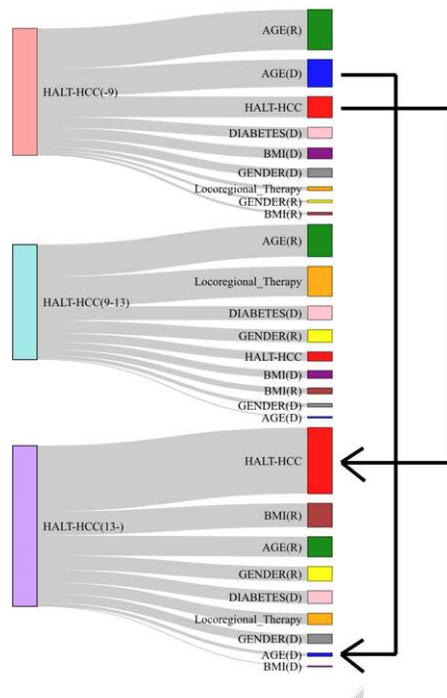 AGE(R)
AGE(D)
HALT-HCC(-9)
HALT-HCC
DIABETES(D)
BMI(D)
GENDER(D)
Locoregional_Therapy
GENDER(R)
BMI(R)
AGE(R)
Locoregional_Therapy
HALT-HCC(9-13)
DIABETES(D)
GENDER(R)
HALT-HCC
BMI(D)
BMI(R)
GENDER(D)
AGE(D)
HALT-HCC
BMI(R)
HALT-HCC(13-)
AGE(R)
GENDER(R)
DIABETES(D)
Locoregional_Therapy
GENDER(D)
AGE(D)
BMI(D)